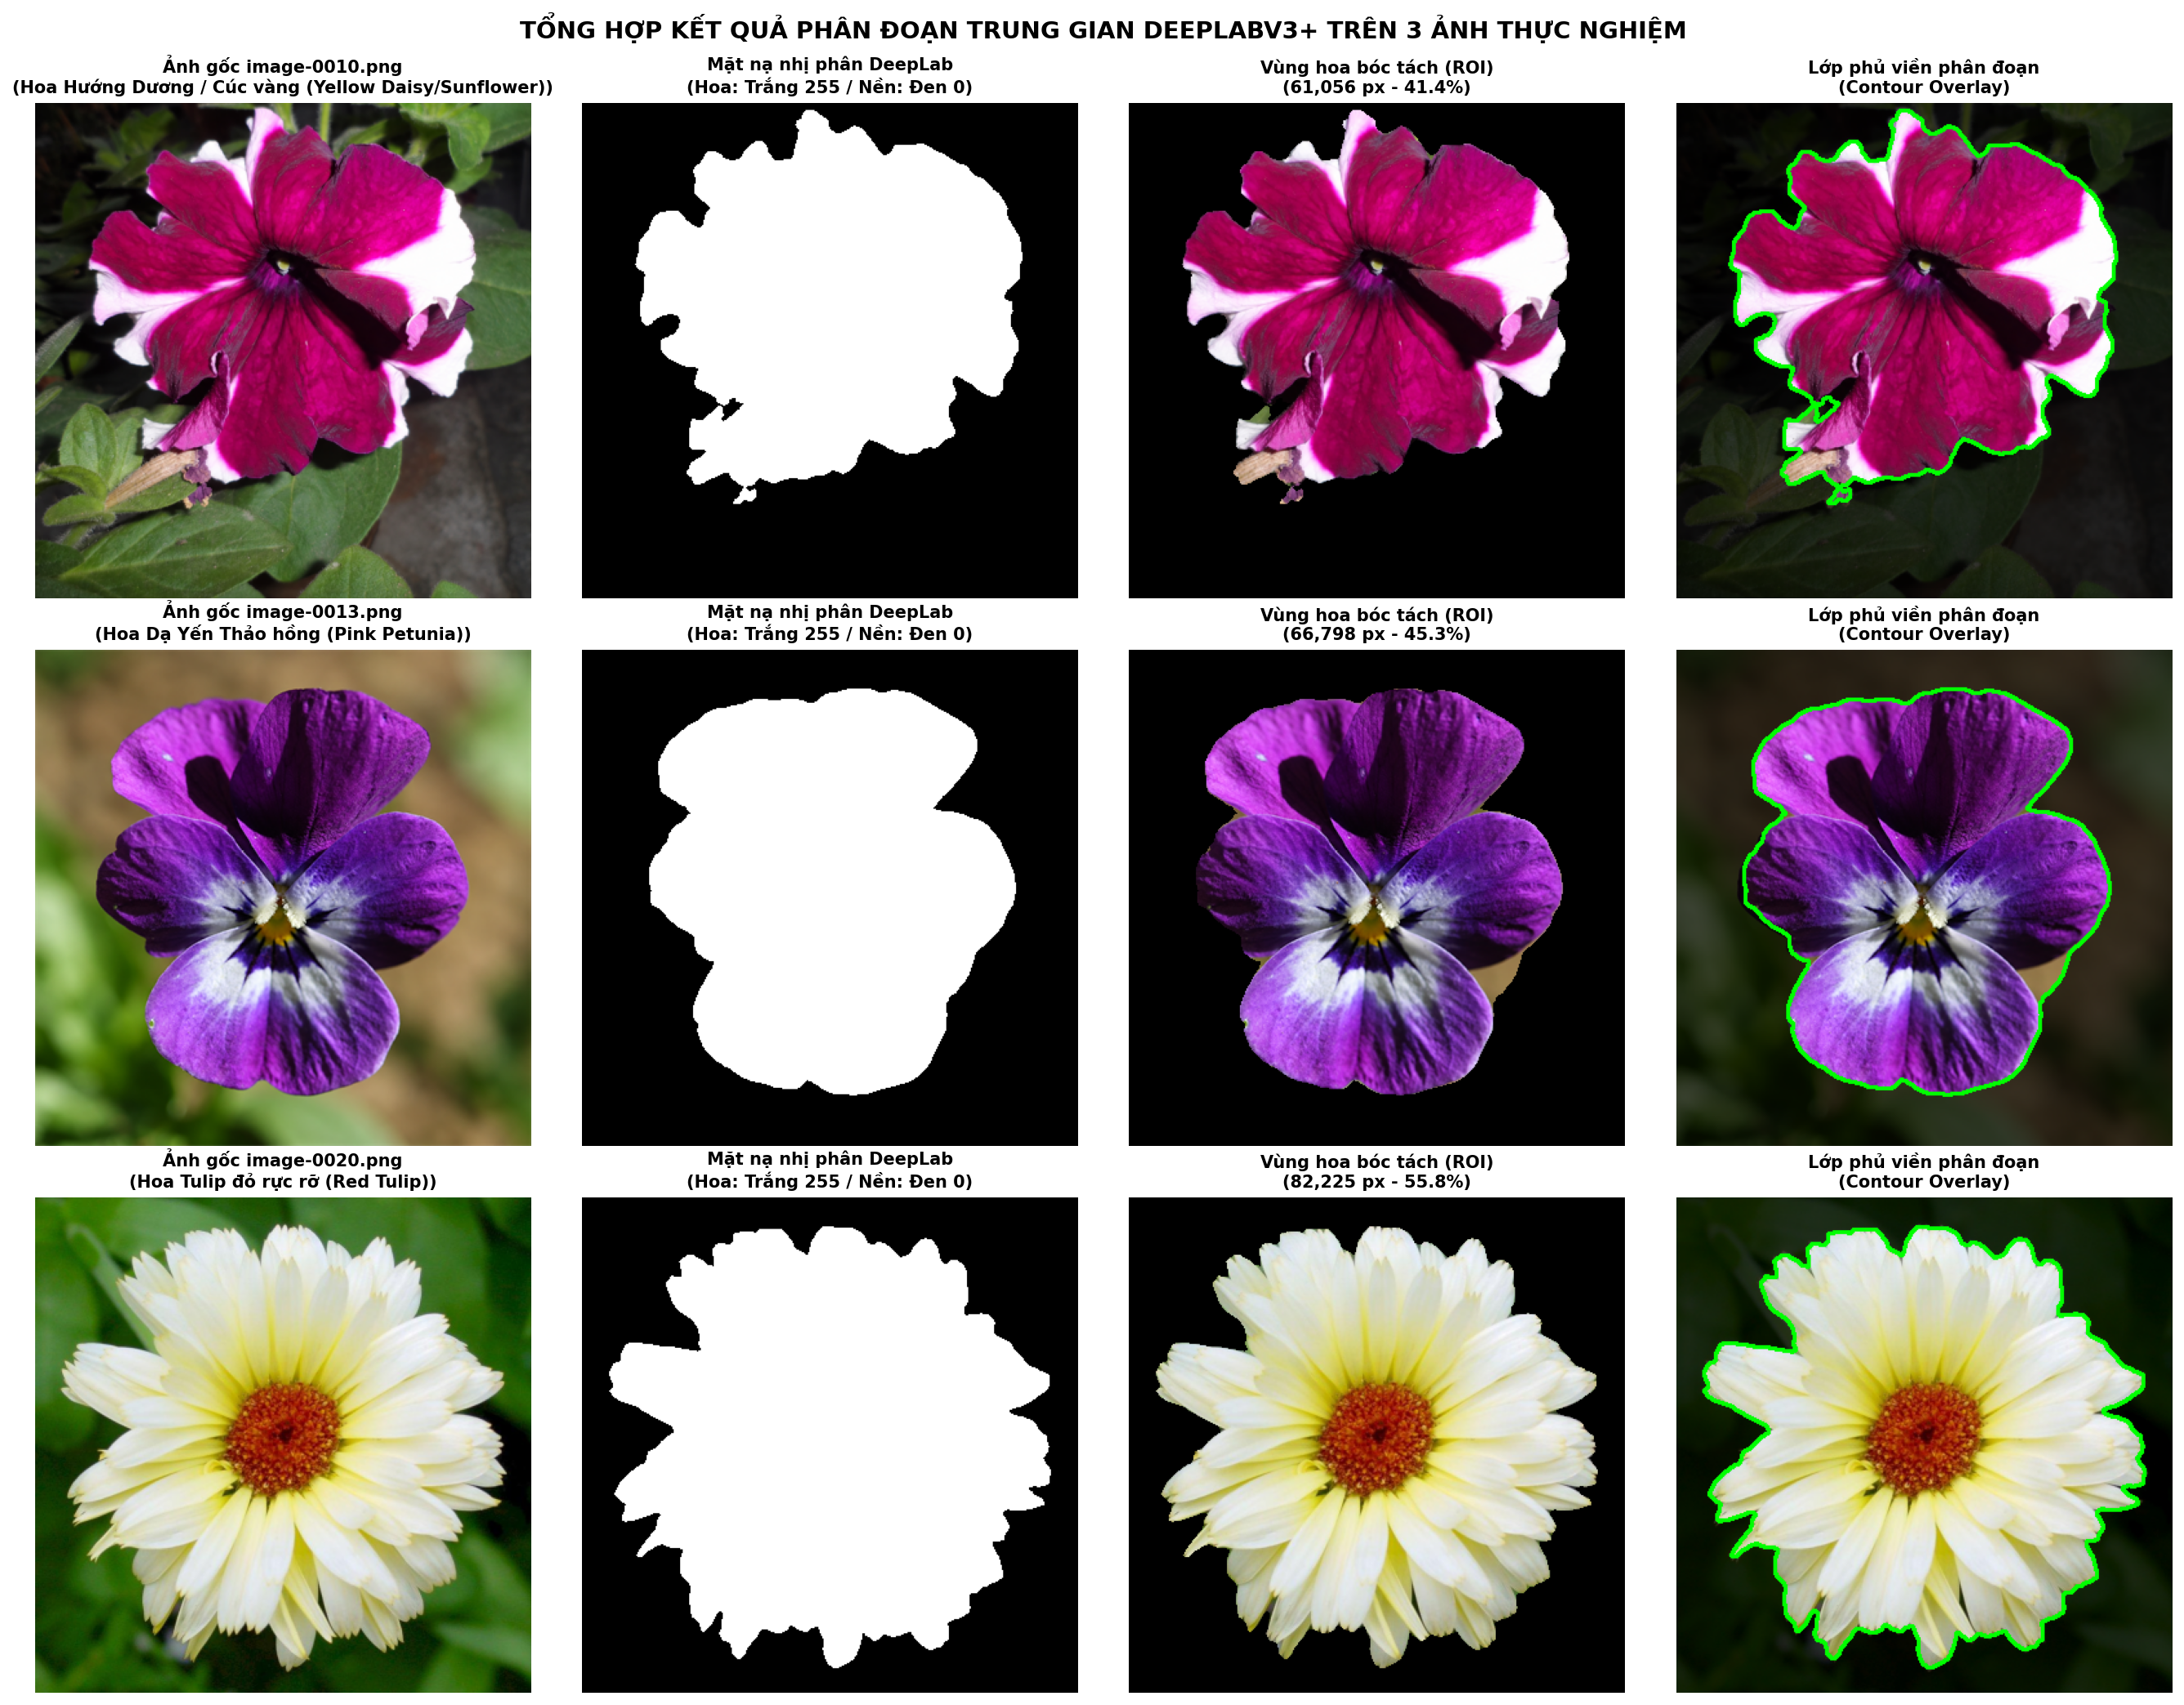 TỔNG HỢP KẾT QUẢ PHÂN ĐOẠN TRUNG GIAN DEEPLABV3+ TRÊN 3 ẢNH THỰC NGHIỆM
Ảnh gốc image-0010.png
(Hoa Hướng Dương / Cúc vàng (Yellow Daisy/Sunflower))
Mặt nạ nhị phân DeepLab
(Hoa: Trắng 255 / Nền: Đen 0)
Vùng hoa bóc tách (ROI)
(61,056 px - 41.4%)
Lớp phủ viền phân đoạn
(Contour Overlay)
Ảnh gốc image-0013.png
(Hoa Dạ Yến Thảo hồng (Pink Petunia))
Mặt nạ nhị phân DeepLab
(Hoa: Trắng 255 / Nền: Đen 0)
Vùng hoa bóc tách (ROI)
(66,798 px - 45.3%)
Lớp phủ viền phân đoạn
(Contour Overlay)
Ảnh gốc image-0020.png
(Hoa Tulip đỏ rực rỡ (Red Tulip))
Mặt nạ nhị phân DeepLab
(Hoa: Trắng 255 / Nền: Đen 0)
Vùng hoa bóc tách (ROI)
(82,225 px - 55.8%)
Lớp phủ viền phân đoạn
(Contour Overlay)